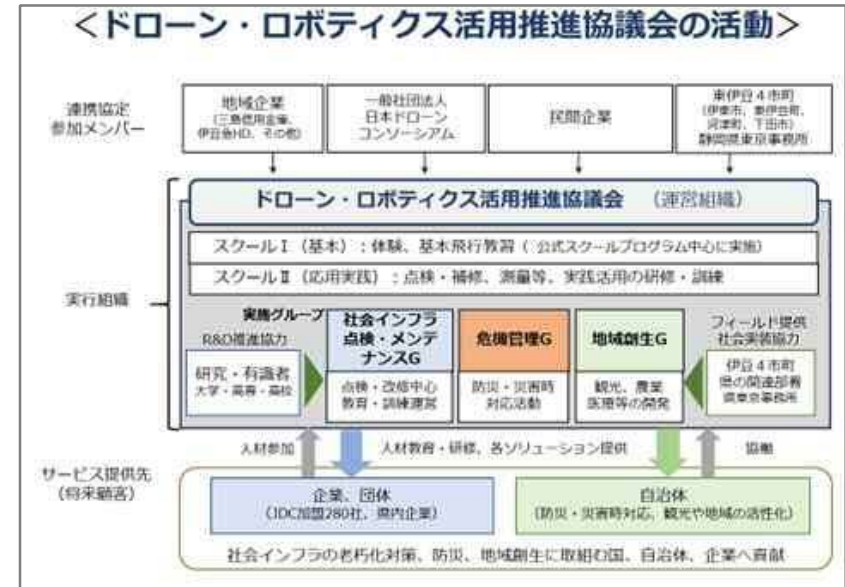 ＜ドローン・ロボティクス活用推進協議会の活動＞
連携協定
参加メンバー
地域企業
(三島信用金庫、
伊豆急HD、その他)
一般社団法人
日本ドローン
コンソーシアム
民間企業
東伊豆４市町
(伊東市、東伊豆町、
河津町、下田市)
静岡県東京事務所
実行組織
ドローン・ロボティクス活用推進協議会 （運営組織）
スクールⅠ（基本）：体験、基本飛行教習（ 公式スクールプログラム中心に実施）
スクールⅡ（応用実践）：点検・補修、測量等、実践活用の研修・訓練
実施グループ
R&D推進協力
研究・有識者
大学・高専・高校
社会インフラ
点検・メンテ
ナンスG
点検・改修中心
教育・訓練運営
危機管理G
防災・災害時
対応活動
地域創生G
観光、農業
医療等の開発
フィールド提供
社会実装協力
伊豆４市町
県の関連部署
県東京事務所
人材参加
人材教育・研修、各ソリューション提供
協働
サービス提供先
(将来顧客)
企業、団体
(JDC加盟280社、県内企業)
自治体
(防災・災害時対応、観光や地域の活性化)
社会インフラの老朽化対策、防災、地域創生に取組む国、自治体、企業へ貢献